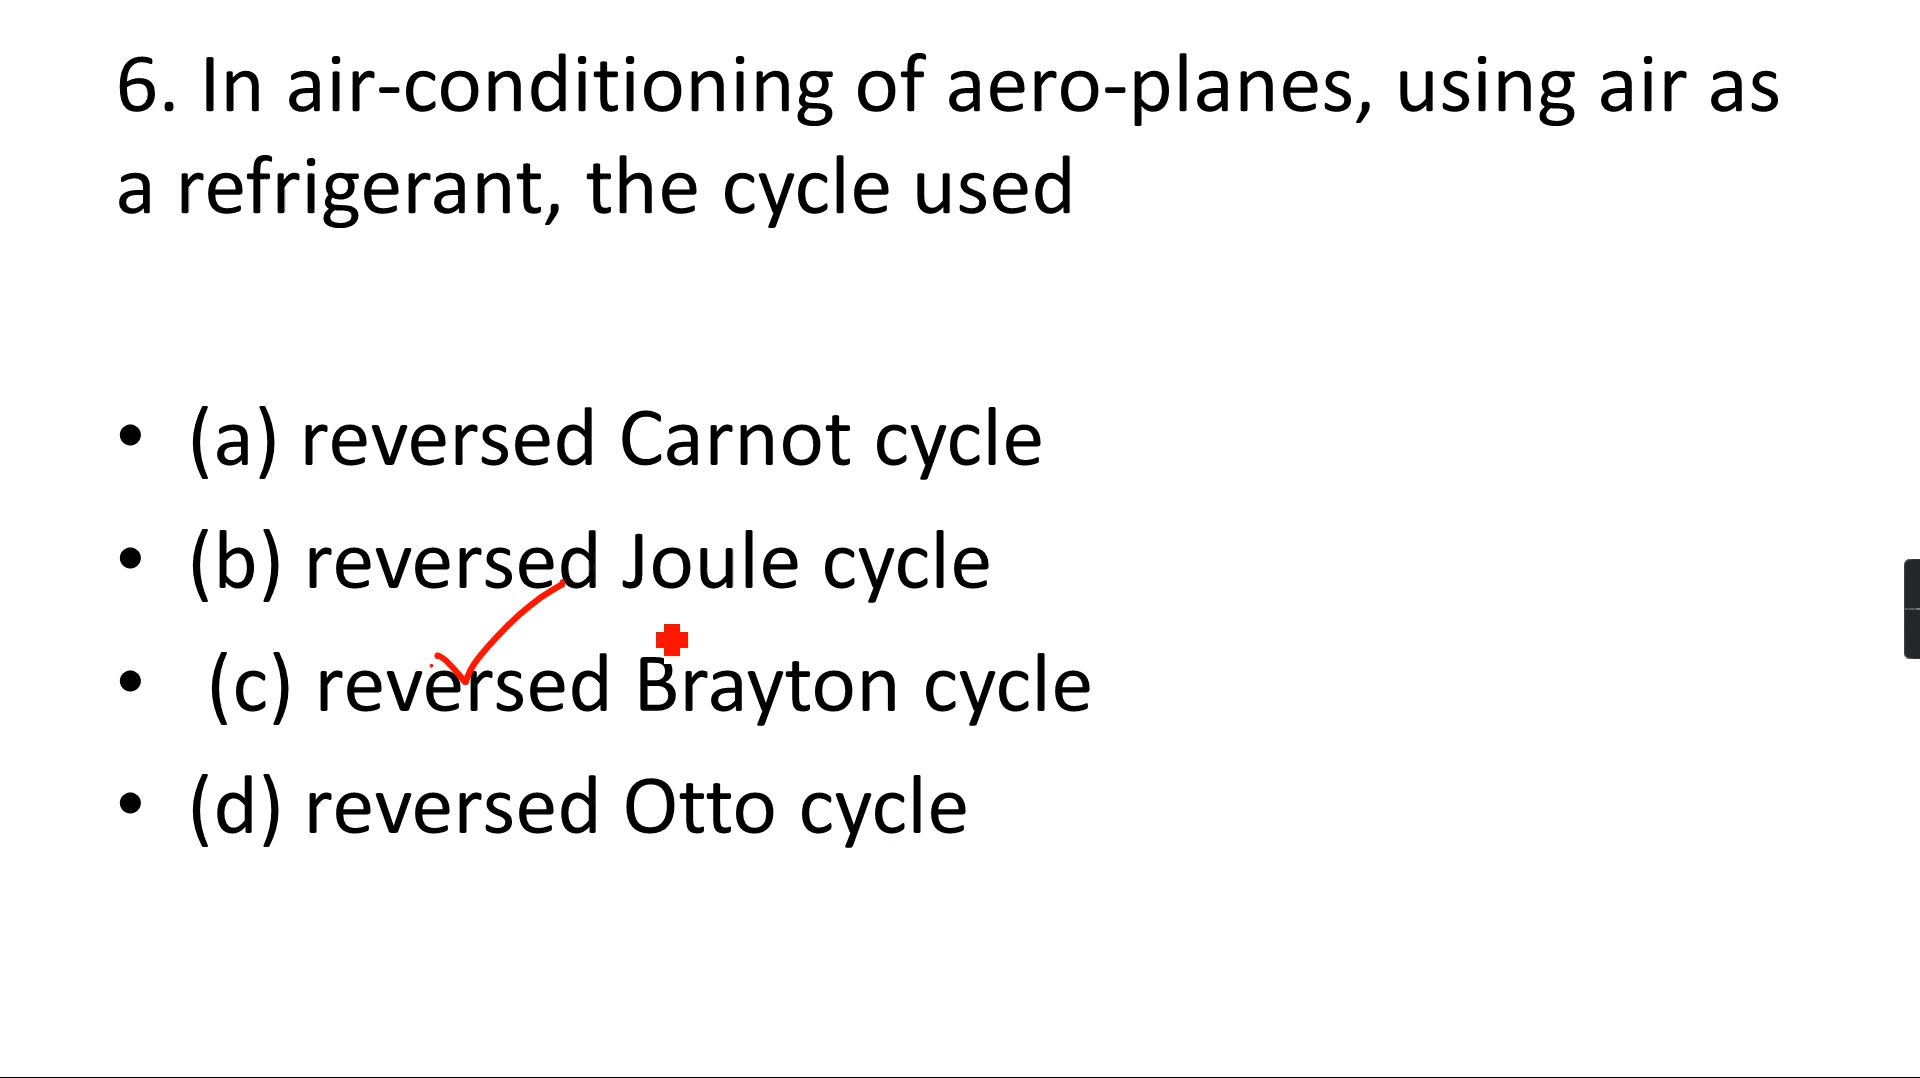 6. In air-conditioning of aero-planes, using air as
a refrigerant, the cycle used
• (a) reversed Carnot cycle
• (b) reversed Joule cycle
• (c) reversed Brayton cycle
• (d) reversed Otto cycle